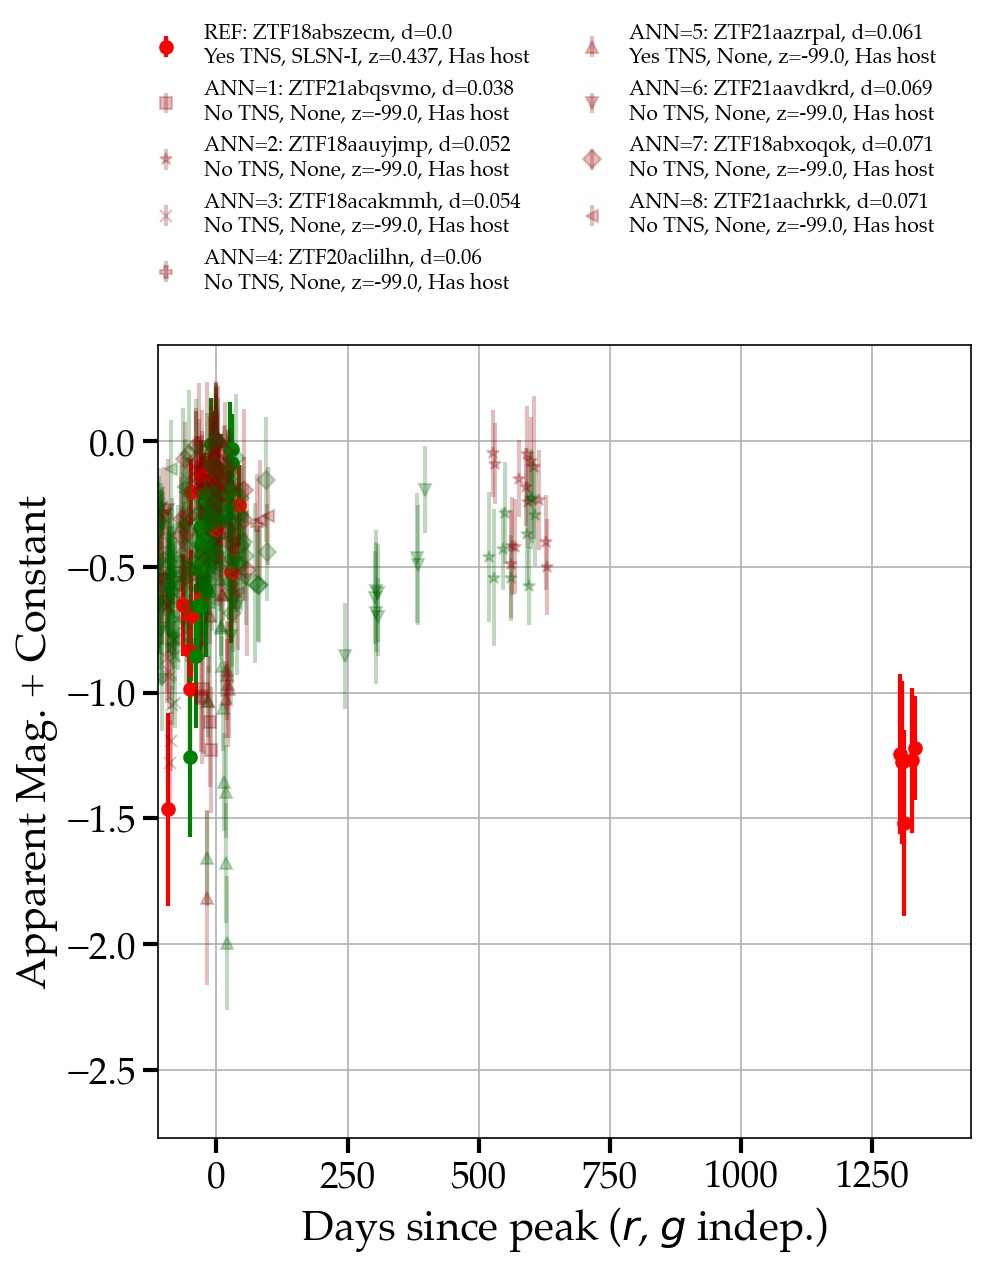 REF: ZTF18abszecm, d=0.0
Yes TNS, SLSN-I, z=0.437, Has host
ANN=1: ZTF21abqsvmo, d=0.038
No TNS, None, z=-99.0, Has host
ANN=2: ZTF18aauyjmp, d=0.052
No TNS, None, z=-99.0, Has host
ANN=3: ZTF18acakmmh, d=0.054
No TNS, None, z=-99.0, Has host
ANN=4: ZTF20aclilhn, d=0.06
No TNS, None, z=-99.0, Has host
ANN=5: ZTF21aazrpal, d=0.061
Yes TNS, None, z=-99.0, Has host
ANN=6: ZTF21aavdkrd, d=0.069
No TNS, None, z=-99.0, Has host
ANN=7: ZTF18abxoqok, d=0.071
No TNS, None, z=-99.0, Has host
ANN=8: ZTF21aachrkk, d=0.071
No TNS, None, z=-99.0, Has host
Apparent Mag. + Constant
0.0
−0.5
−1.0
−1.5
−2.0
−2.5
0 250 500 750 1000 1250
Days since peak (r, g indep.)